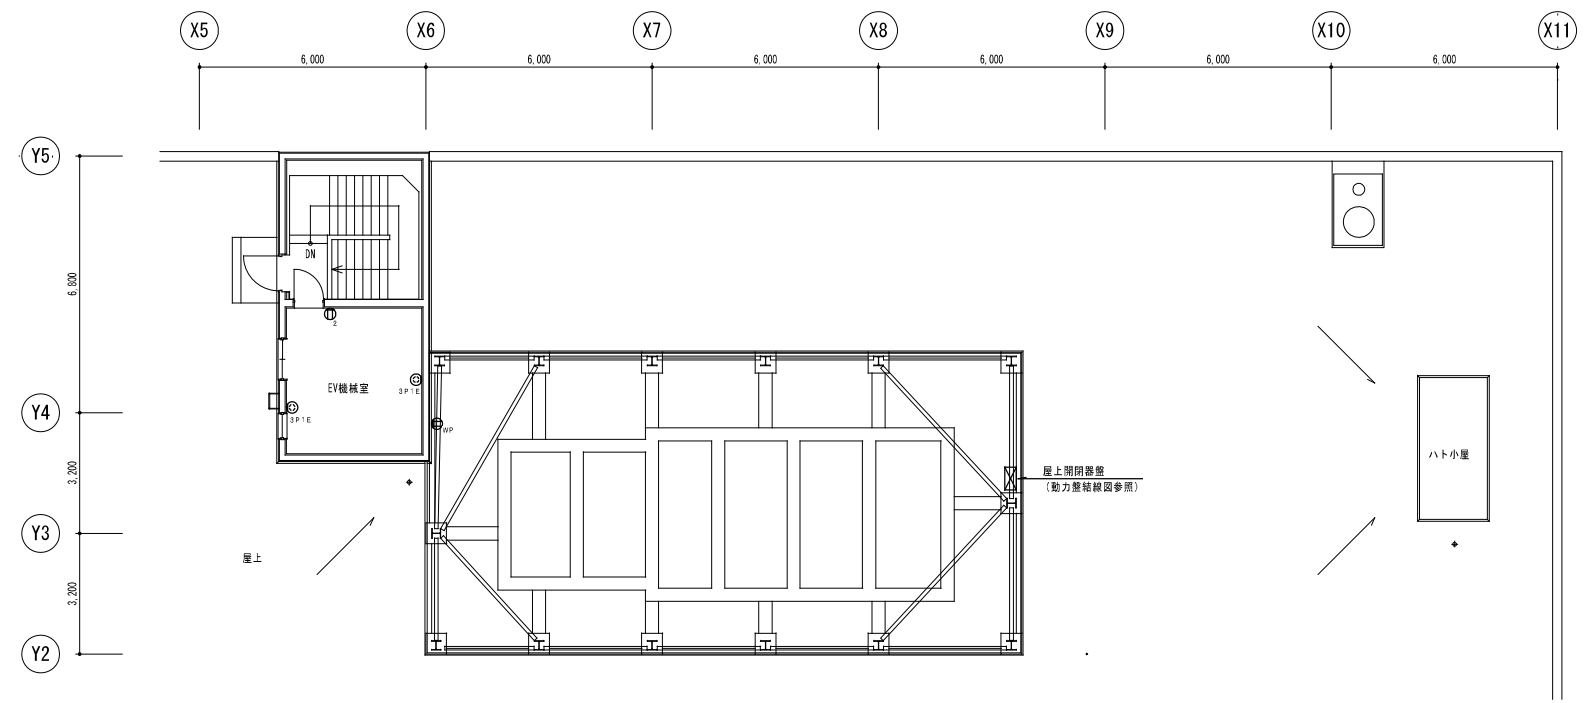 X5 X6 X7 X8 X9 X10 X11
6,000 6,000 6,000 6,000 6,000 6,000
Y5
6,800
DN
2
EV機械室
3P1E
3P1E
Y4
WP
3,200
屋上開閉器盤
(動力盤結線図参照)
ハト小屋
Y3
屋上
3,200
Y2